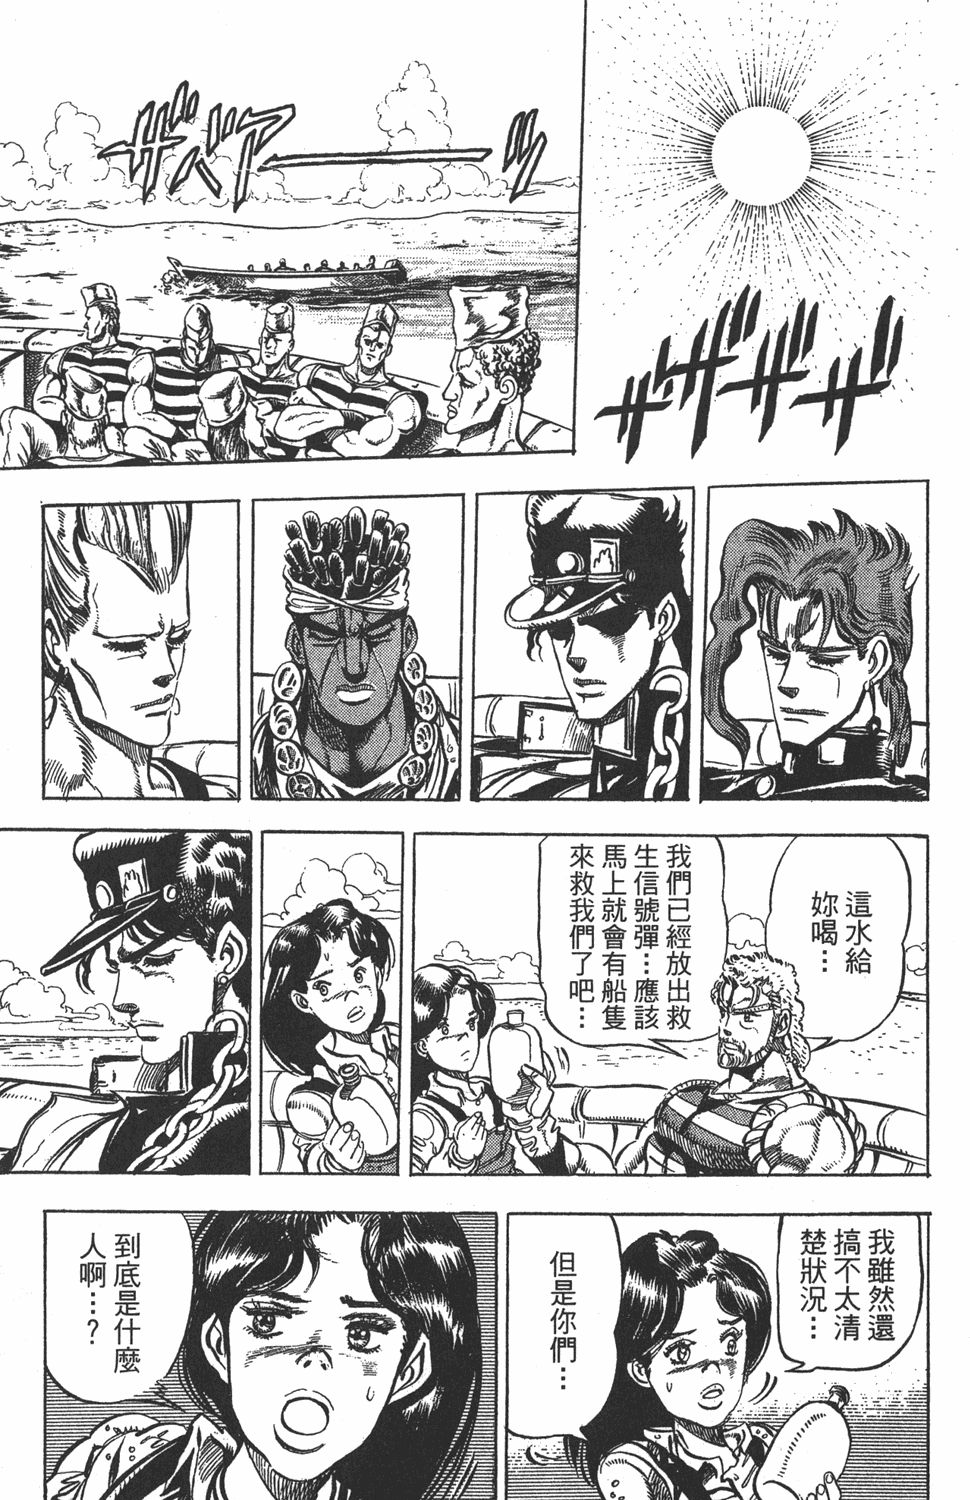 ザザザザ
ザバアーーッ
這水給
妳喝…
我們已經放出救
生信號彈…應該
馬上就會有船隻
來救我們了吧…
我雖然還
搞不太清
楚狀況…
但是你們…
到底是什麼
人啊…?